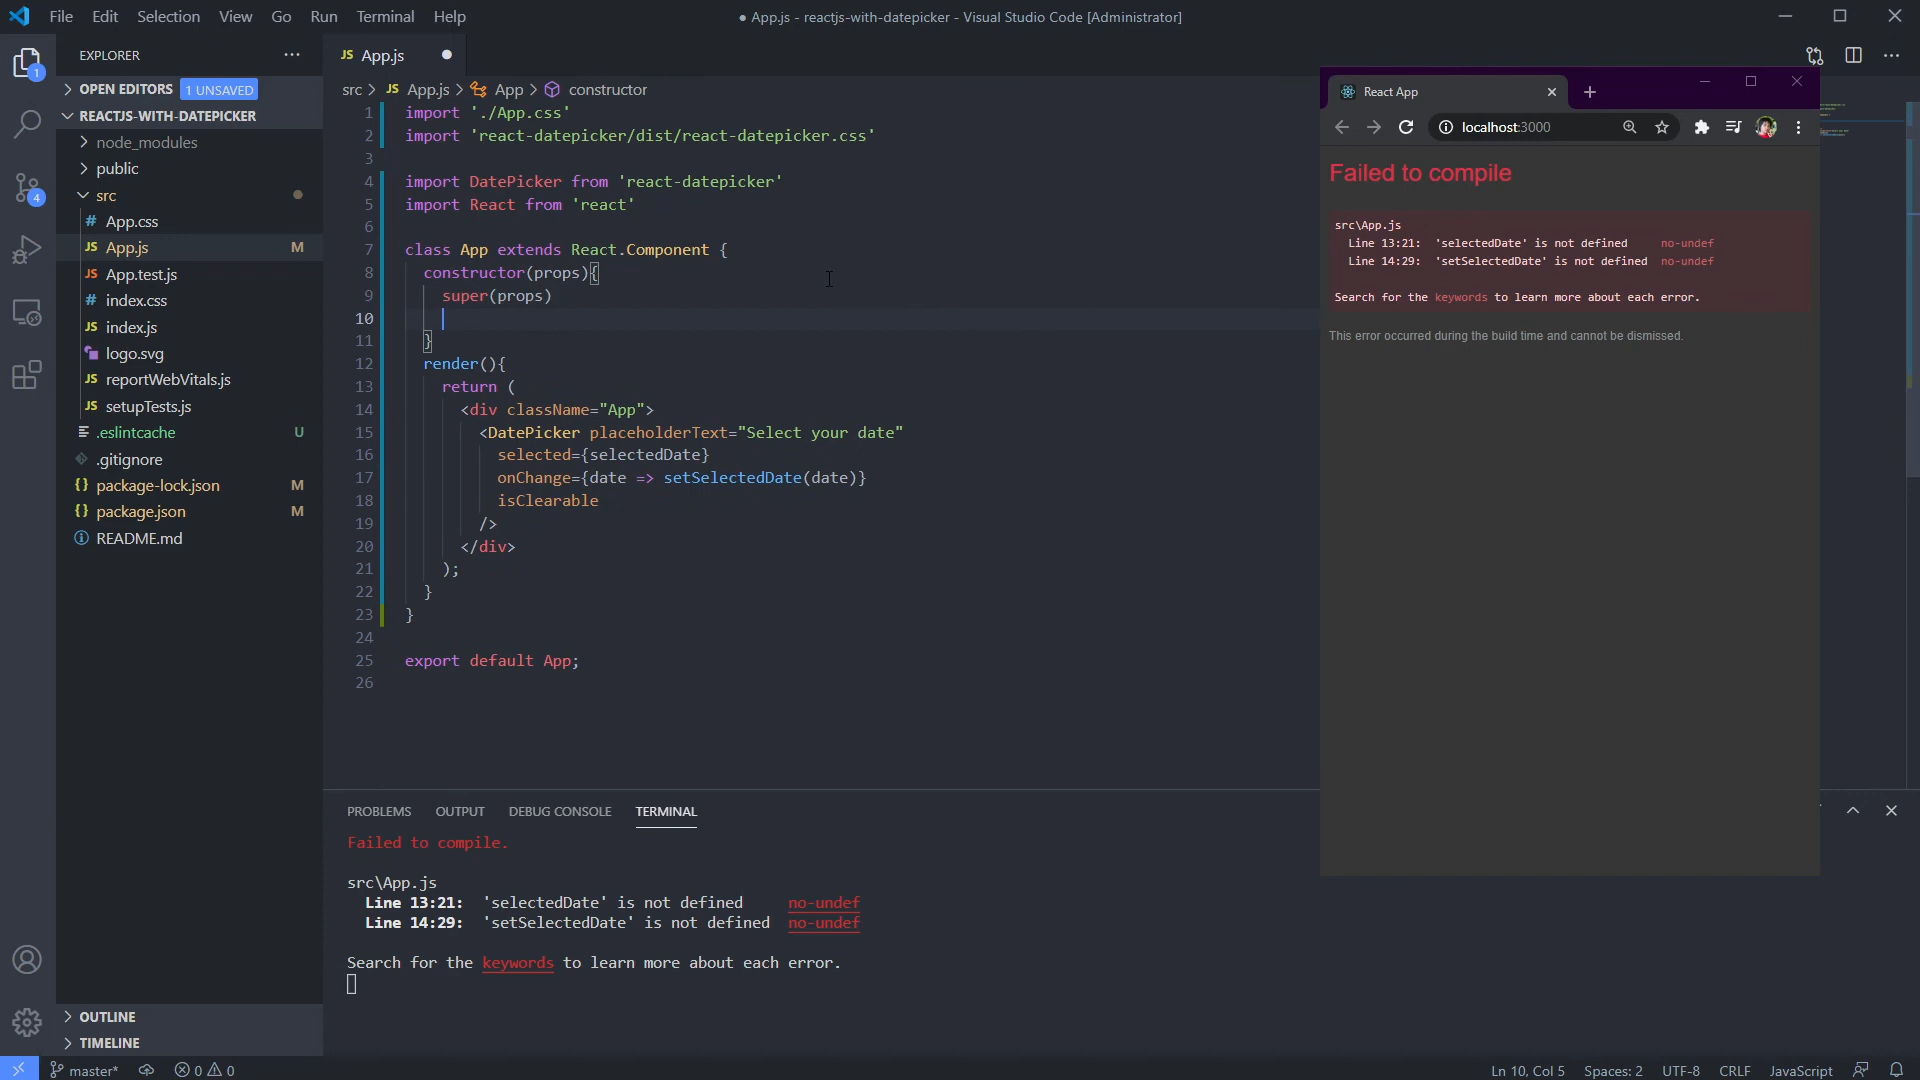 File Edit Selection View Go Run Terminal Help
● App.js - reactjs-with-datepicker - Visual Studio Code [Administrator]
EXPLORER
OPEN EDITORS 1 UNSAVED
REACTJS-WITH-DATEPICKER
node_modules
public
src
# App.css
JS App.js M
JS App.test.js
# index.css
JS index.js
logo.svg
JS reportWebVitals.js
JS setupTests.js
.eslintcache U
.gitignore
{} package-lock.json M
{} package.json M
README.md
OUTLINE
TIMELINE
1
4
JS App.js
src > JS App.js > App > constructor
1 import './App.css'
2 import 'react-datepicker/dist/react-datepicker.css'
3
4 import DatePicker from 'react-datepicker'
5 import React from 'react'
6
7 class App extends React.Component {
8 constructor(props){
9 super(props)
10
11 }
12 render(){
13 return (
14 <div className="App">
15 <DatePicker placeholderText="Select your date"
16 selected={selectedDate}
17 onChange={date => setSelectedDate(date)}
18 isClearable
19 />
20 </div>
21 );
22 }
23 }
24
25 export default App;
26
React App
localhost:3000
Failed to compile
src\App.js
Line 13:21: 'selectedDate' is not defined no-undef
Line 14:29: 'setSelectedDate' is not defined no-undef
Search for the keywords to learn more about each error.
This error occurred during the build time and cannot be dismissed.
PROBLEMS OUTPUT DEBUG CONSOLE TERMINAL
Failed to compile.
src\App.js
Line 13:21: 'selectedDate' is not defined no-undef
Line 14:29: 'setSelectedDate' is not defined no-undef
Search for the keywords to learn more about each error.
master* 0 0
Ln 10, Col 5 Spaces: 2 UTF-8 CRLF JavaScript